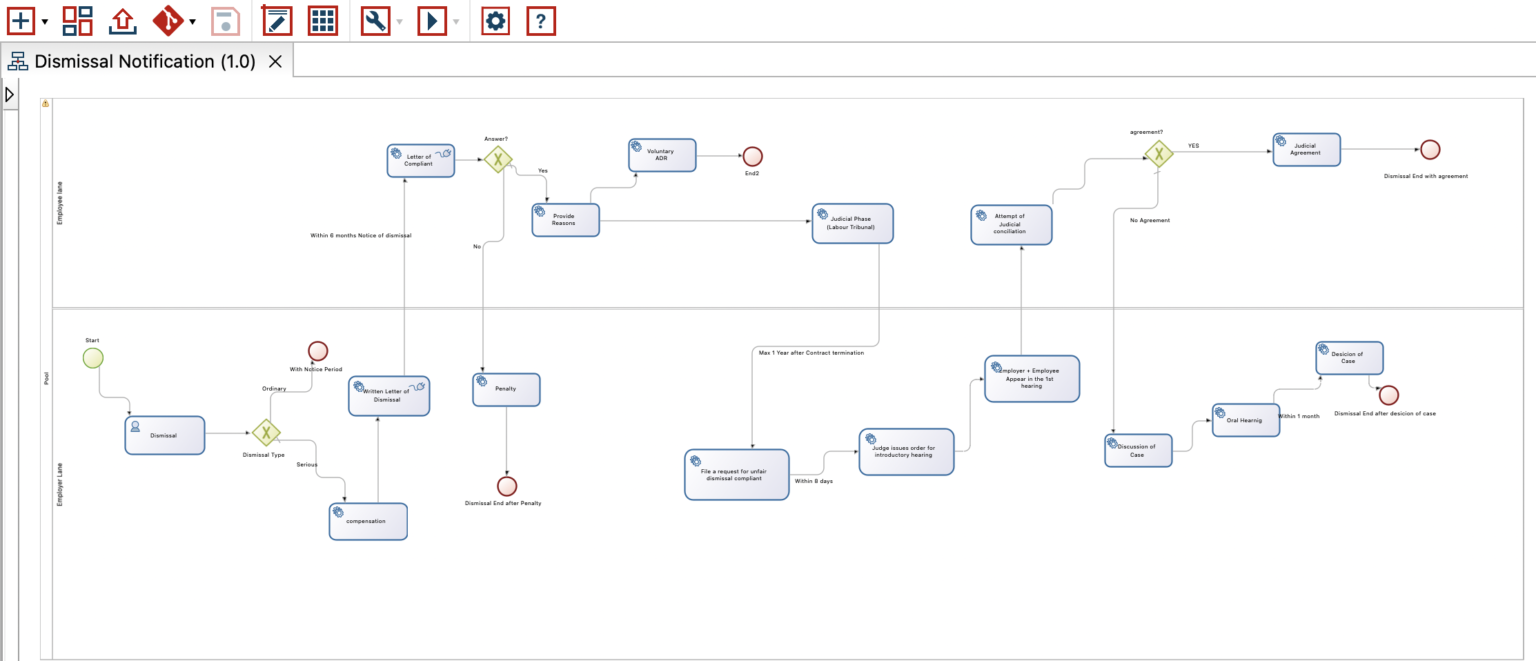 ?
Dismissal Notification (1.0)
Employee lane
Letter of
Compliant
Answer?
X
Yes
Voluntary
ADR
End2
Provide
Reasons
Judicial Phase
(Labour Tribunal)
Attempt of
Judicial
conciliation
agreement?
X
YES
Judicial
Agreement
Dismissal End with agreement
No Agreement
Within 6 months Notice of dismissal
No
Pool
Employer Lane
Start
With Notice Period
Ordinary
Dismissal
X
Dismissal Type
Serious
compensation
Written Letter of
Dismissal
Penalty
Dismissal End after Penalty
Max 1 Year after Contract termination
File a request for unfair
dismissal compliant
Within 8 days
Judge issues order for
introductory hearing
Employer + Employee
Appear in the 1st
hearing
Discussion of
Case
Oral Hearnig
Within 1 month
Desicion of
Case
Dismissal End after desicion of case